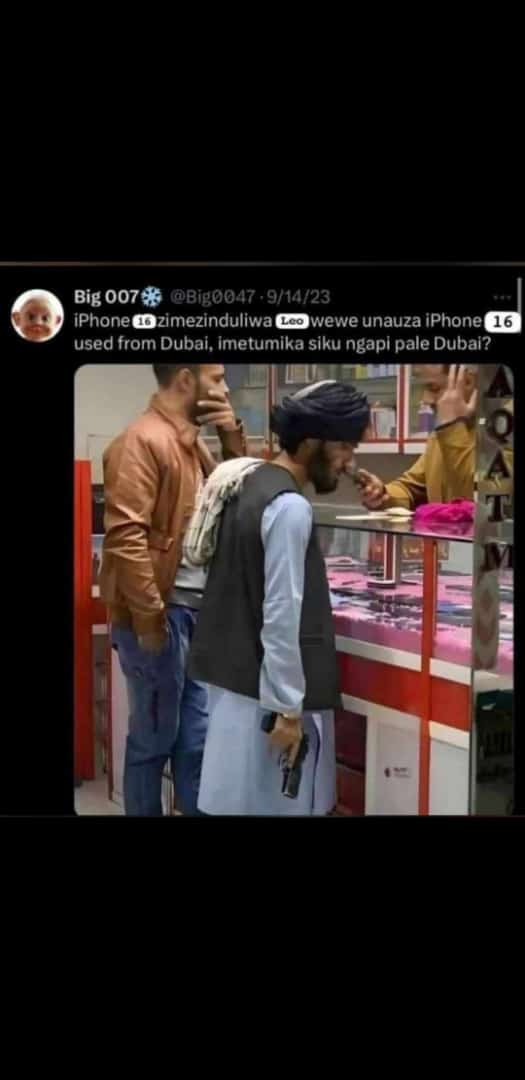 Big 007❄️ @Big0047 · 9/14/23
iPhone 16 zimezinduliwa Leo wewe unauza iPhone 16
used from Dubai, imetumika siku ngapi pale Dubai?
A
Q
A
T
M